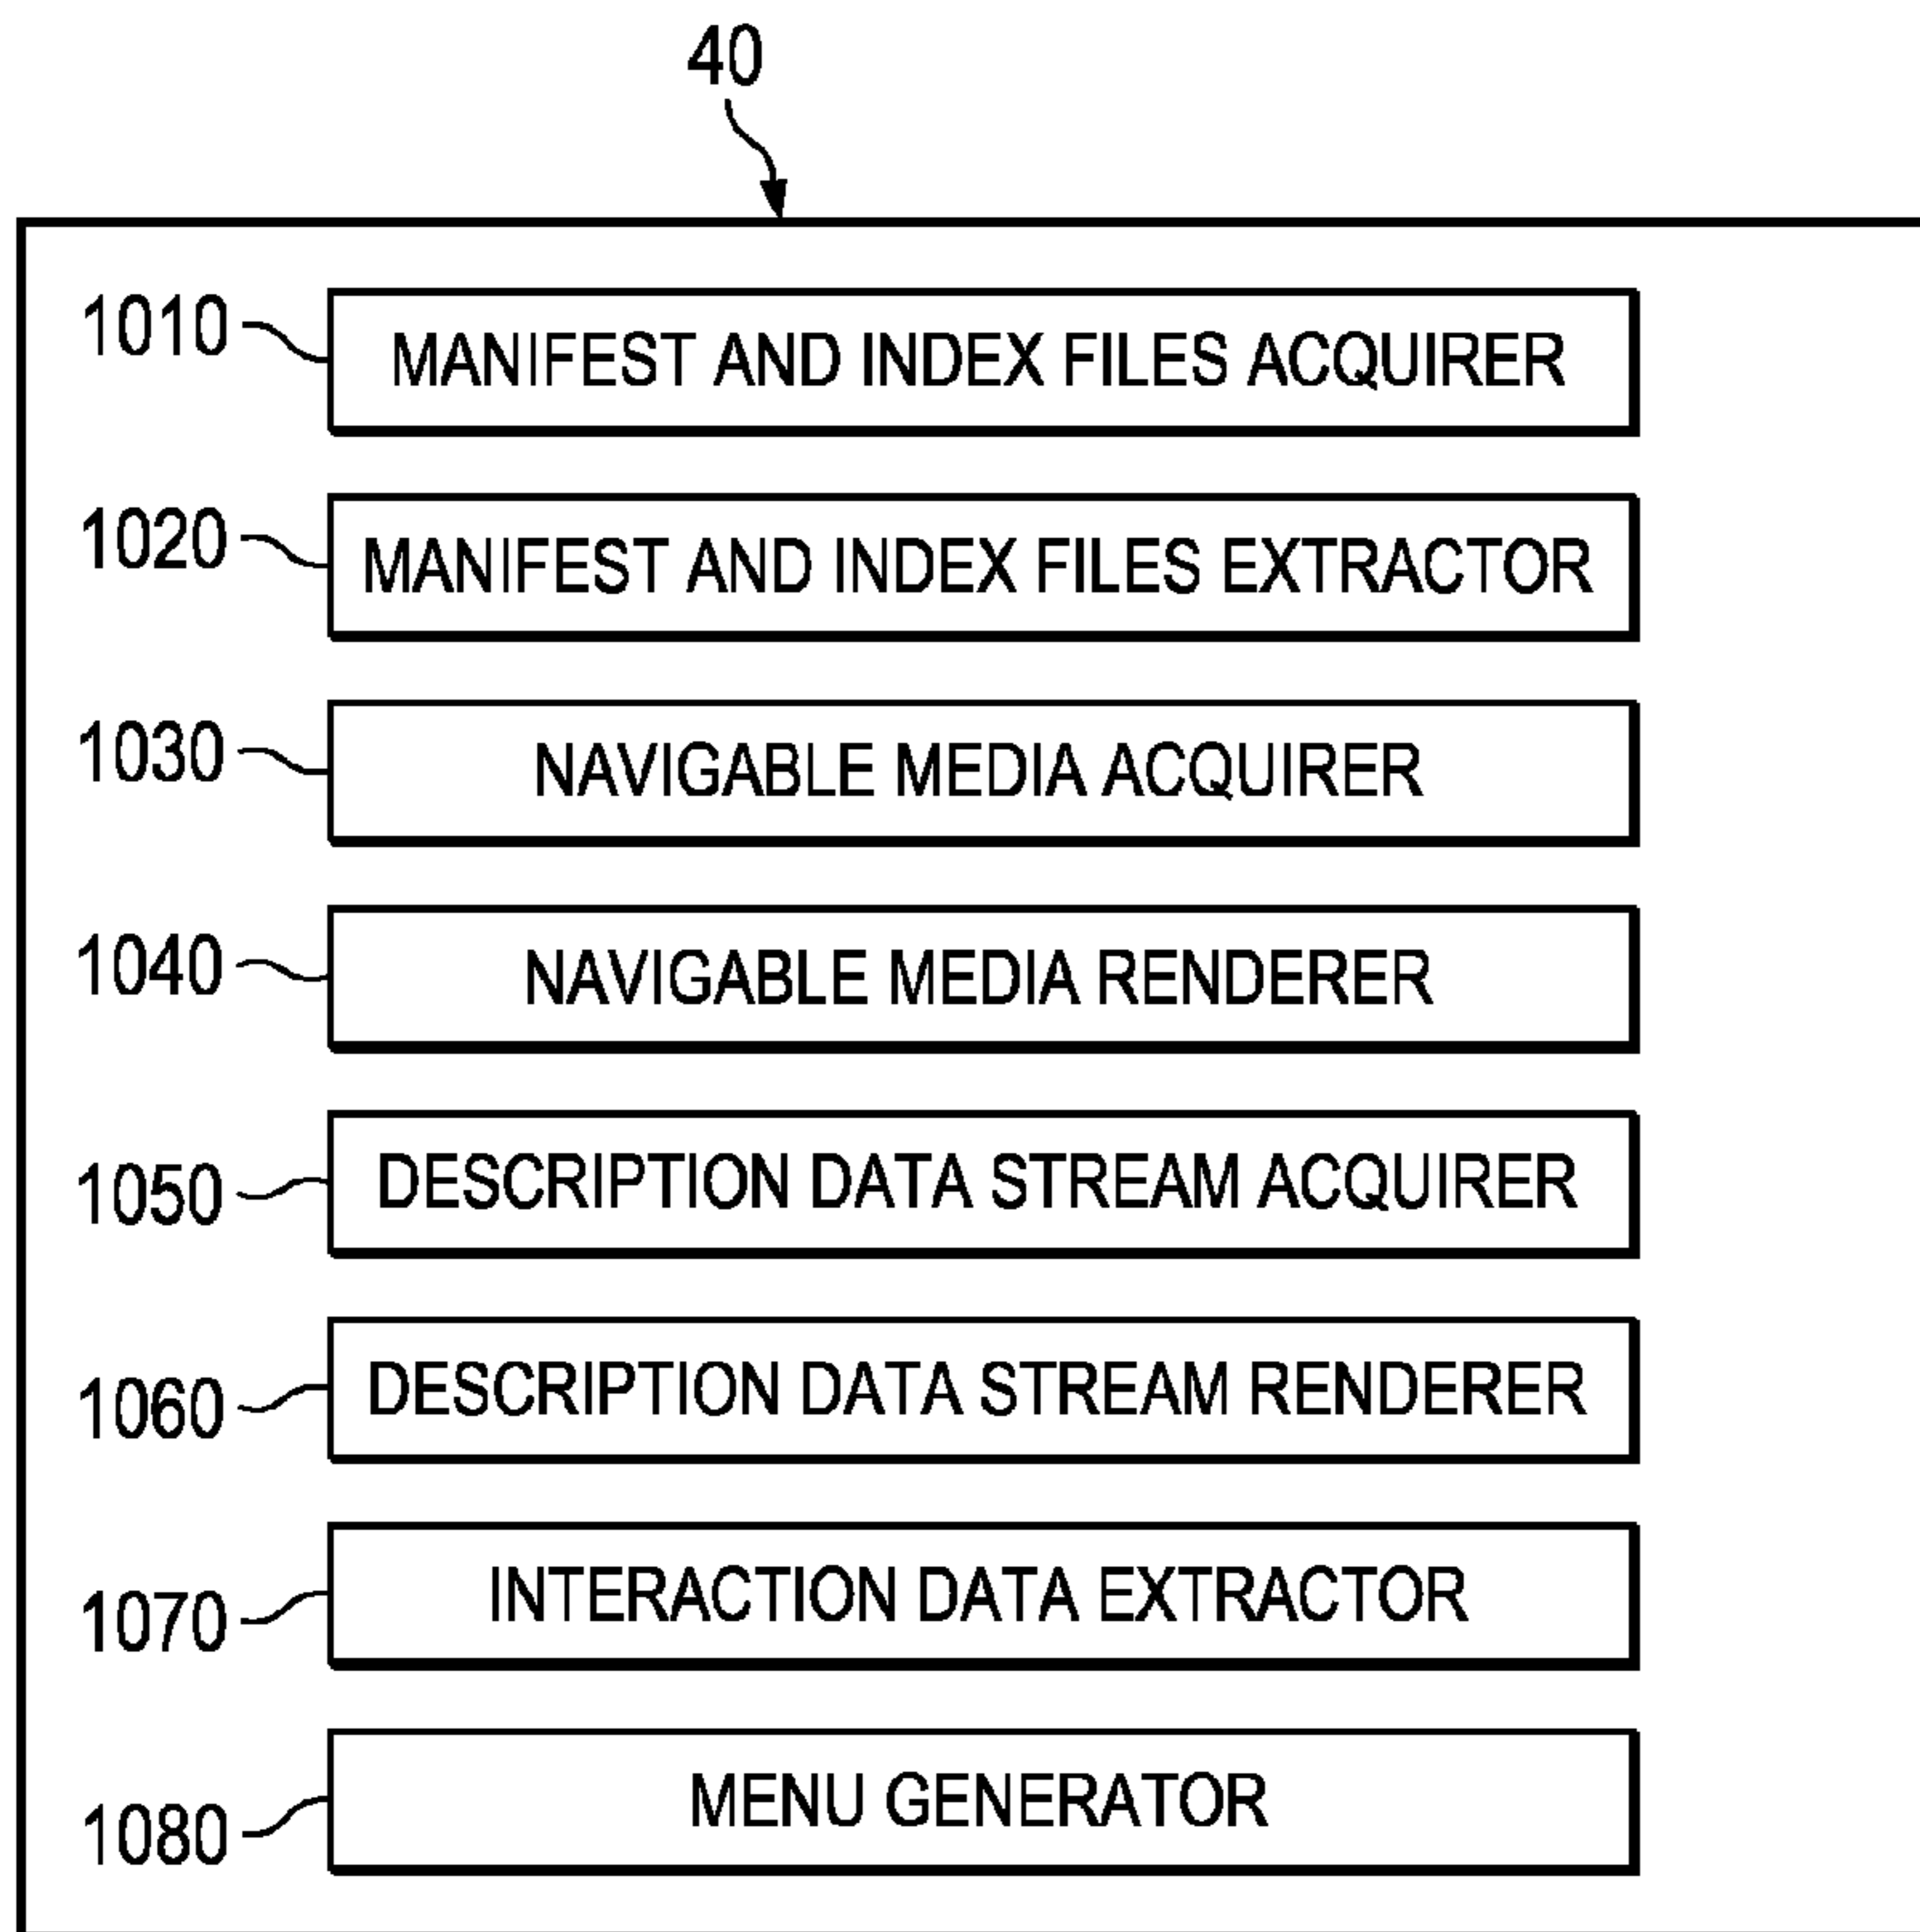 40
1010 MANIFEST AND INDEX FILES ACQUIRER
1020 MANIFEST AND INDEX FILES EXTRACTOR
1030 NAVIGABLE MEDIA ACQUIRER
1040 NAVIGABLE MEDIA RENDERER
1050 DESCRIPTION DATA STREAM ACQUIRER
1060 DESCRIPTION DATA STREAM RENDERER
1070 INTERACTION DATA EXTRACTOR
1080 MENU GENERATOR